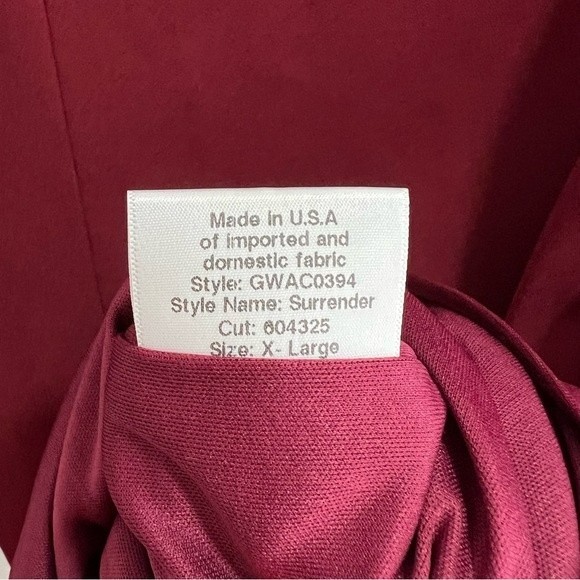 Made in U.S.A
of imported and
domestic fabric
Style: GWAC0394
Style Name: Surrender
Cut: 604325
Size: X- Large